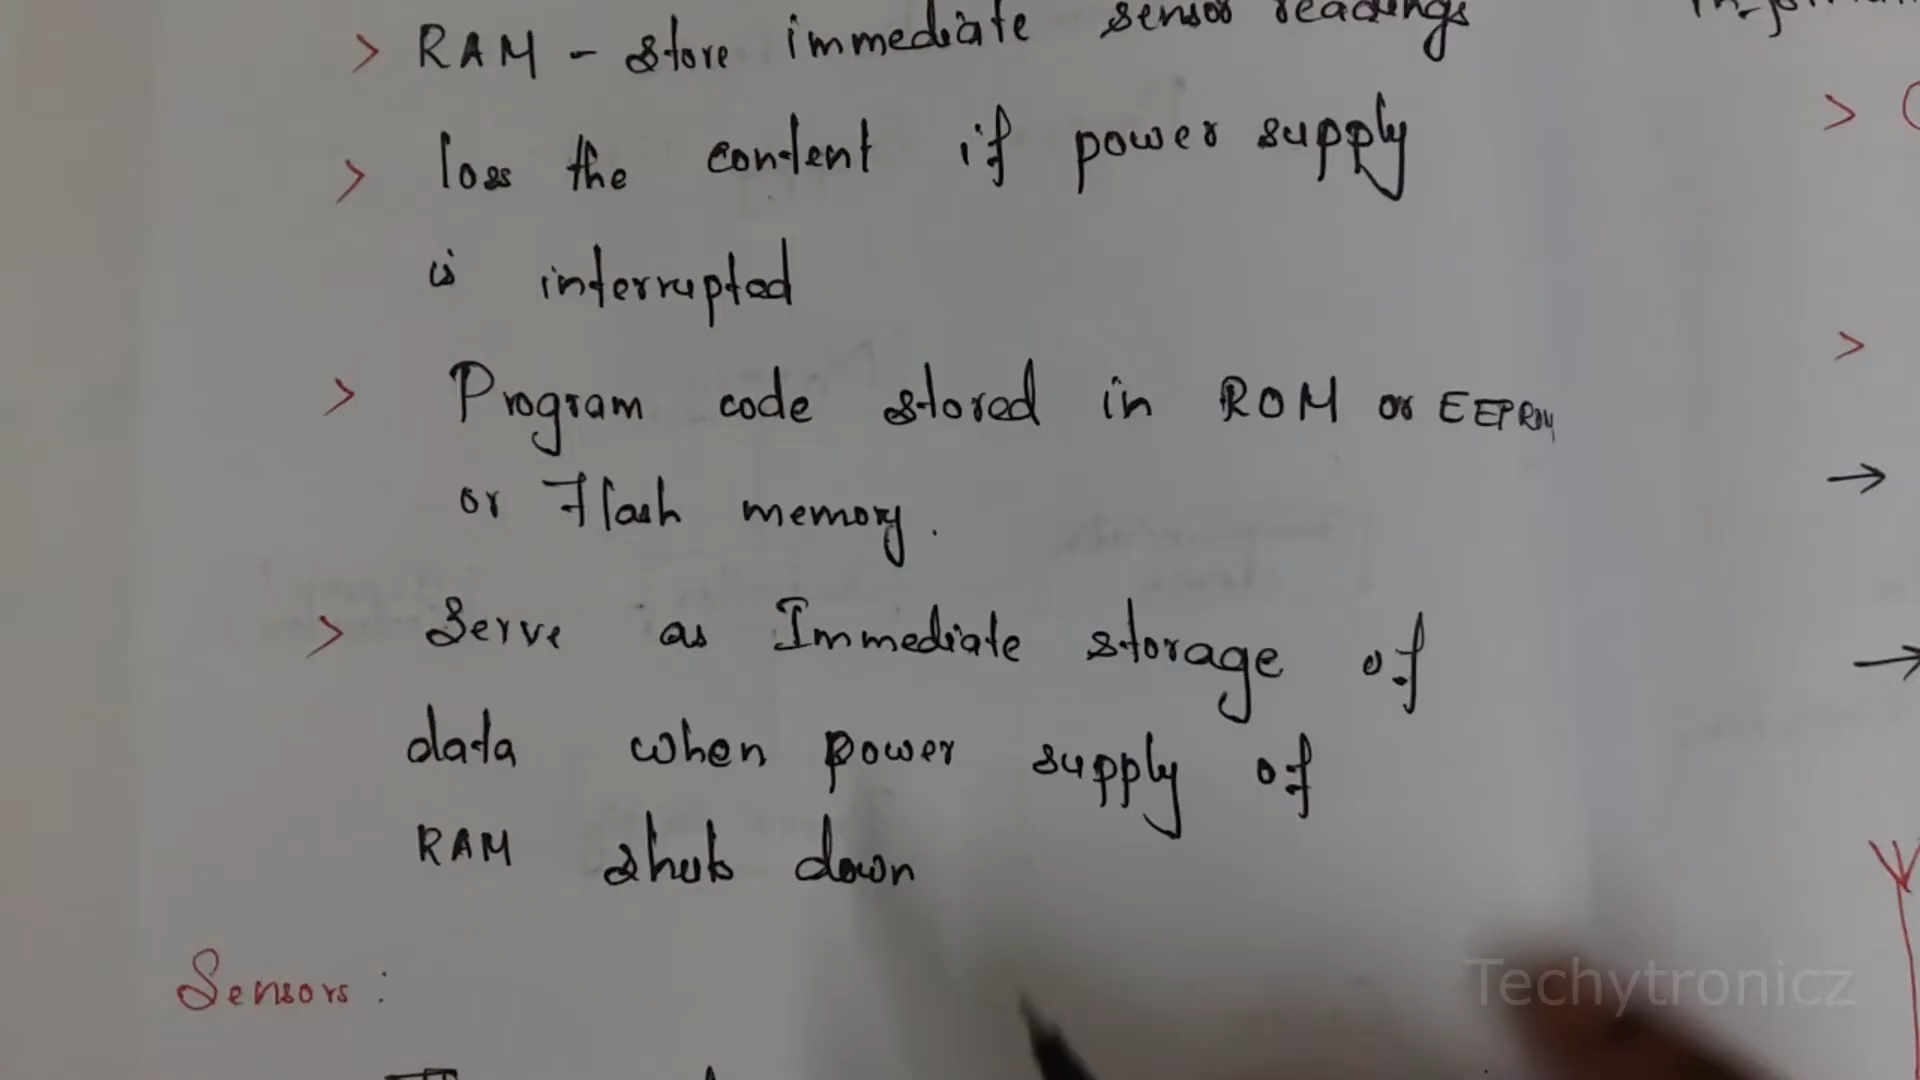 > RAM - store immediate sensor readings
> loss the content if power supply
is interrupted
> Program code stored in ROM or EEPROM
or Flash memory.
> Serve as Immediate storage of
data when power supply of
RAM shuts down
Sensors :
Techytronicz